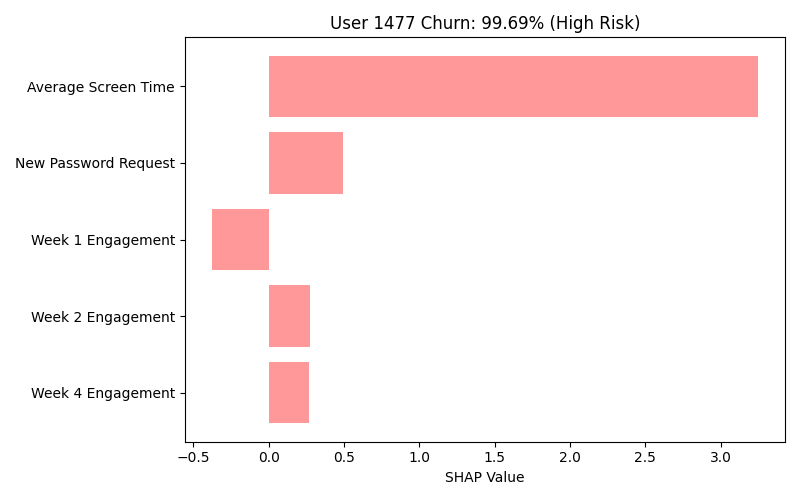 User 1477 Churn: 99.69% (High Risk)
Average Screen Time
New Password Request
Week 1 Engagement
Week 2 Engagement
Week 4 Engagement
−0.5 0.0 0.5 1.0 1.5 2.0 2.5 3.0
SHAP Value